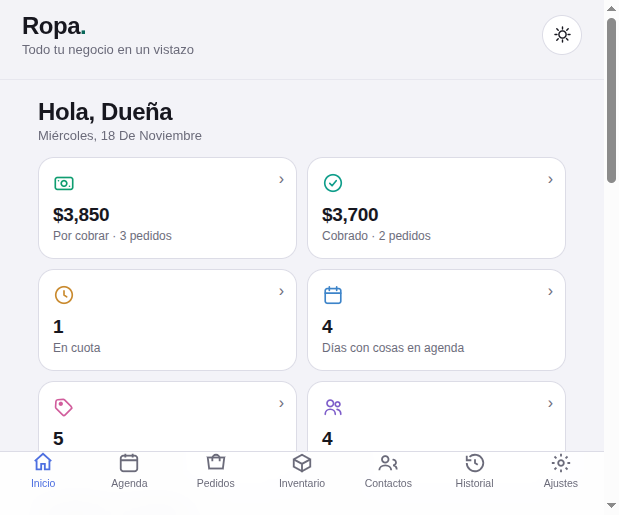 Ropa.
Todo tu negocio en un vistazo
Hola, Dueña
Miércoles, 18 De Noviembre
$3,850
Por cobrar · 3 pedidos
$3,700
Cobrado · 2 pedidos
1
En cuota
4
Días con cosas en agenda
5
4
Inicio
Agenda
Pedidos
Inventario
Contactos
Historial
Ajustes